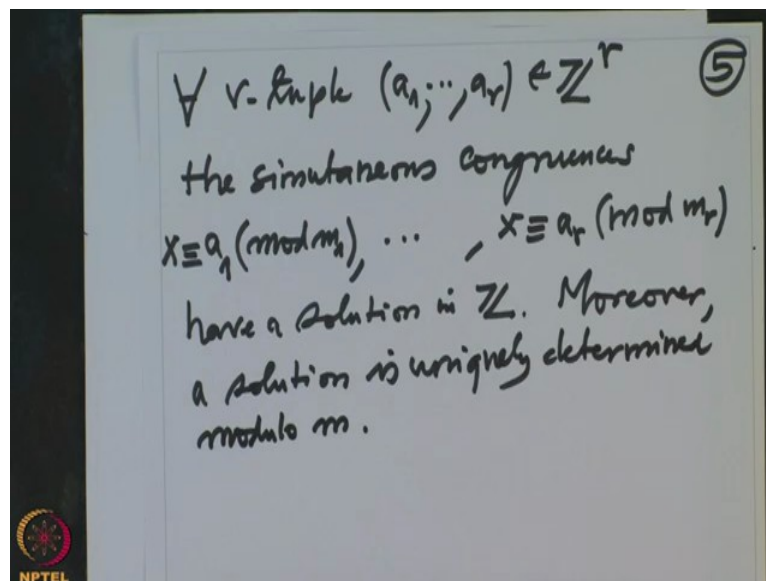 ∀ r-tuple (a₁,⋯,aᵣ) ∈ ℤʳ
⑤
the simutaneous congruences
x≡a₁(mod m₁), ⋯ , x≡aᵣ (mod mᵣ)
have a solution in ℤ. Moreover,
a solution is uniquely determined
modulo m.
NPTEL